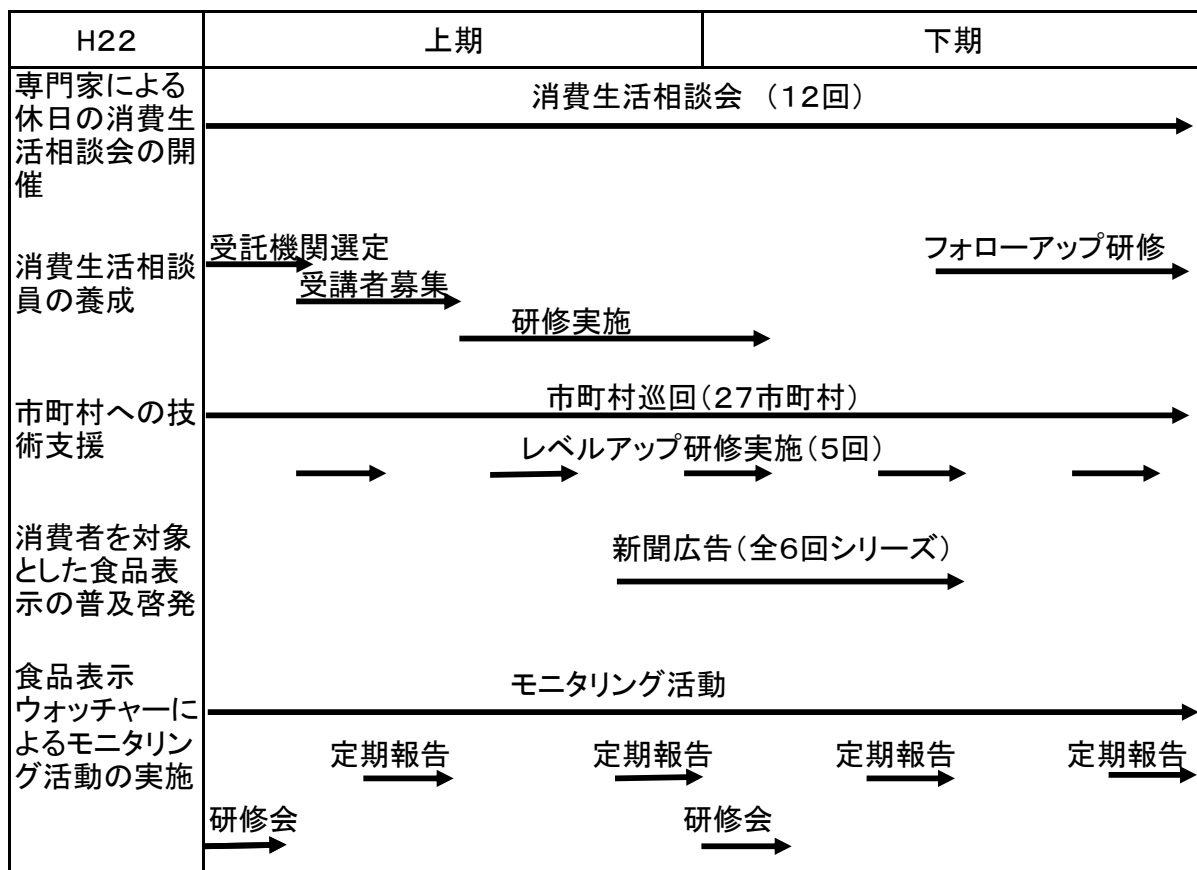 H22
上期
下期
専門家による
休日の消費生
活相談会の開
催
消費生活相談会 (12回)
消費生活相談
員の養成
受託機関選定
受講者募集
研修実施
フォローアップ研修
市町村への技
術支援
市町村巡回(27市町村)
レベルアップ研修実施(5回)
消費者を対象
とした食品表
示の普及啓発
新聞広告(全6回シリーズ)
食品表示
ウォッチャーに
よるモニタリン
グ活動の実施
モニタリング活動
定期報告
定期報告
定期報告
定期報告
研修会
研修会